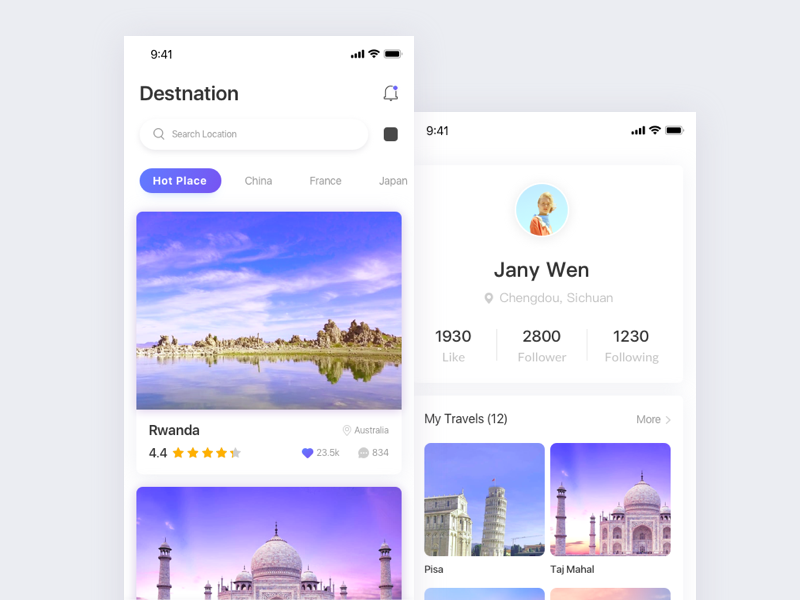 9:41
Destnation
Search Location
Hot Place China France Japan
Rwanda
Australia
4.4
23.5k
834
9:41
Jany Wen
Chengdou, Sichuan
1930 2800 1230
Like Follower Following
My Travels (12) More
Pisa Taj Mahal